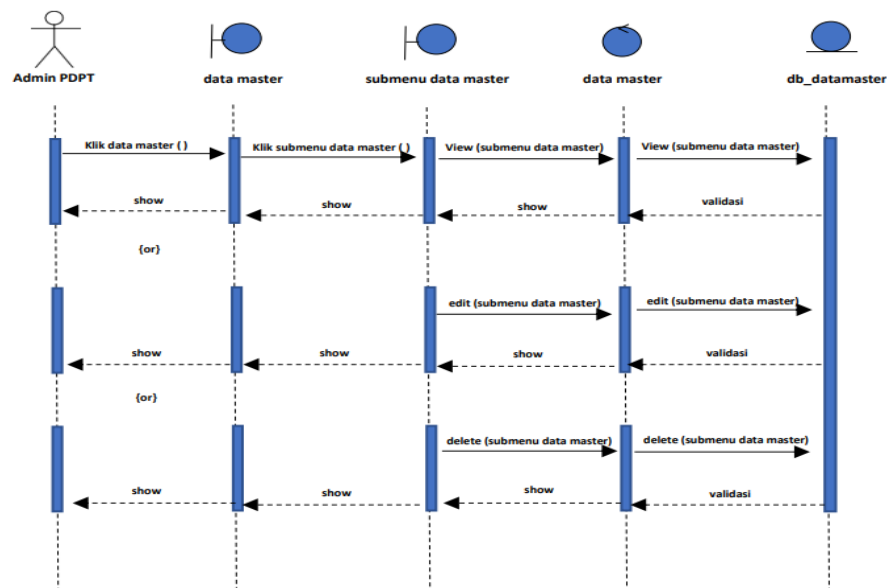 Admin PDPT
data master
submenu data master
data master
db_datamaster
Klik data master ( )
Klik submenu data master ( )
View (submenu data master)
View (submenu data master)
show
show
show
validasi
{or}
edit (submenu data master)
edit (submenu data master)
show
show
show
validasi
{or}
delete (submenu data master)
delete (submenu data master)
show
show
show
validasi